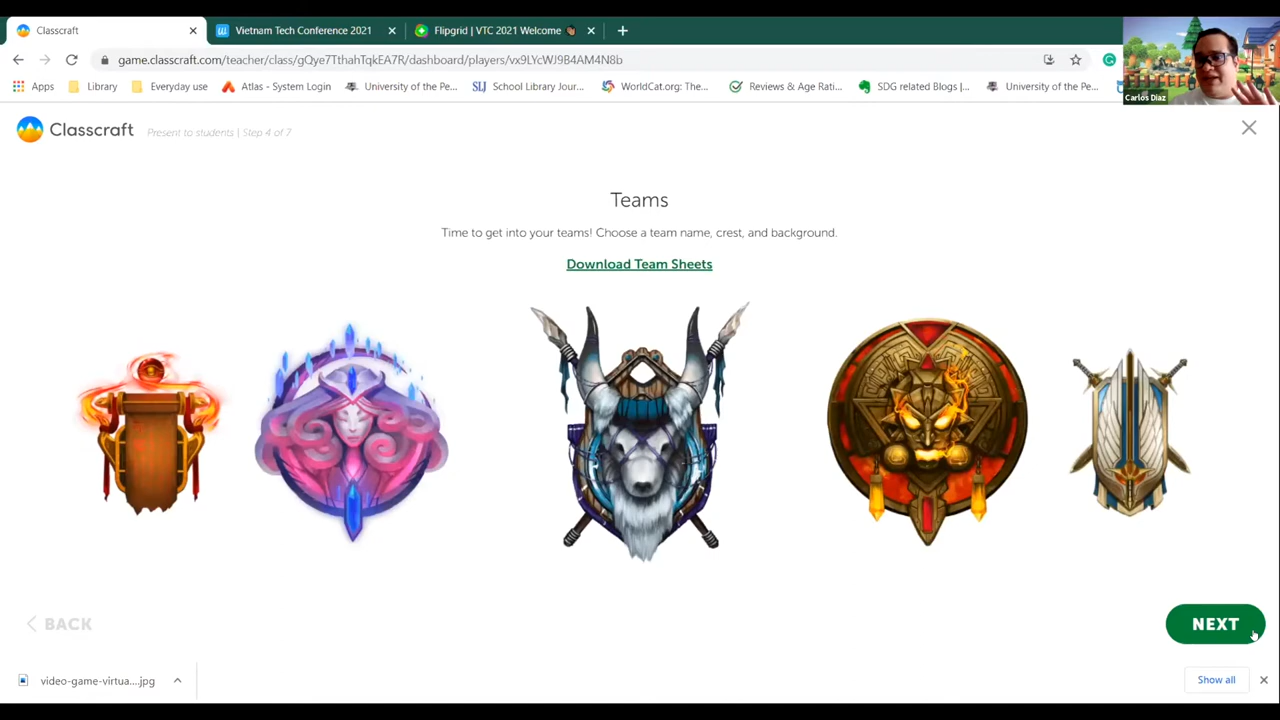 Classcraft
Vietnam Tech Conference 2021
Flipgrid | VTC 2021 Welcome
game.classcraft.com/teacher/class/gQye7TthahTqkEA7R/dashboard/players/vx9LYcWJ9B4AM4N8b
Apps
Library
Everyday use
Atlas - System Login
University of the Pe...
School Library Jour...
WorldCat.org: The...
Reviews & Age Rati...
SDG related Blogs |...
University of the Pe...
Carlos Diaz
Classcraft
Present to students | Step 4 of 7
Teams
Time to get into your teams! Choose a team name, crest, and background.
Download Team Sheets
BACK
NEXT
video-game-virtua....jpg
Show all